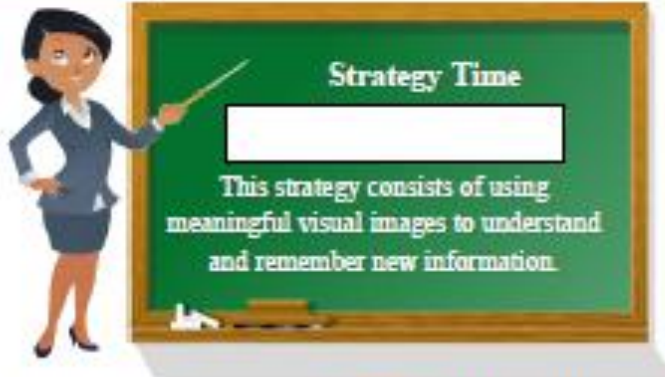 Strategy Time
This strategy consists of using
meaningful visual images to understand
and remember new information.